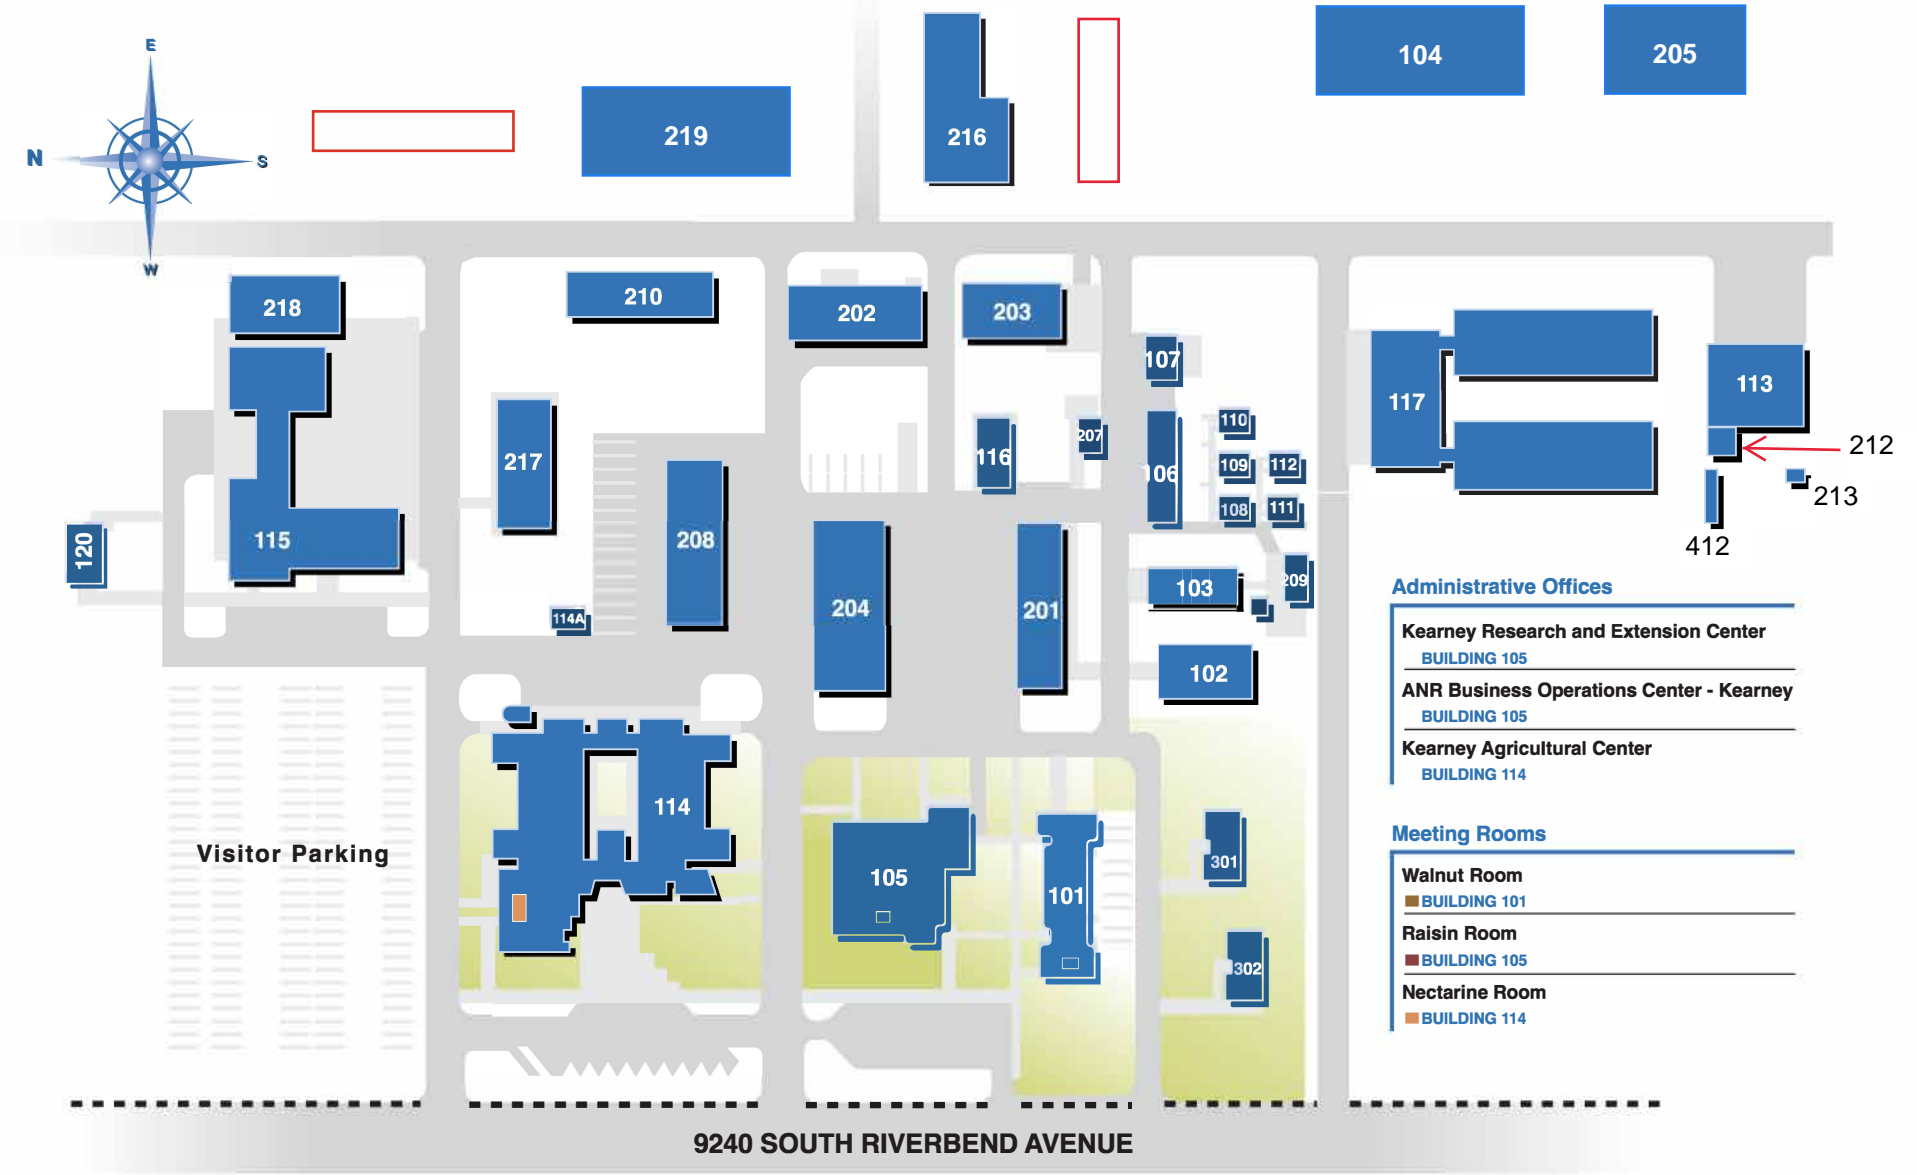 E
N
S
W
104
205
219
216
218
210
202
203
107
117
113
110
217
116
207
106
109
112
212
213
108
111
120
115
208
412
103
209
114A
204
201
102
Administrative Offices
Kearney Research and Extension Center
BUILDING 105
ANR Business Operations Center - Kearney
BUILDING 105
Kearney Agricultural Center
BUILDING 114
114
Visitor Parking
105
101
301
302
Meeting Rooms
Walnut Room
BUILDING 101
Raisin Room
BUILDING 105
Nectarine Room
BUILDING 114
9240 SOUTH RIVERBEND AVENUE